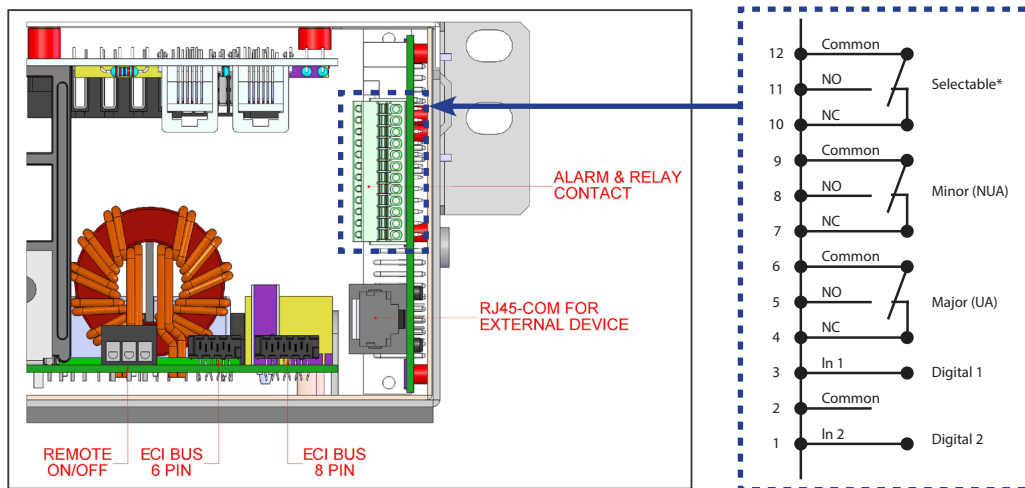 ALARM & RELAY
CONTACT
RJ45-COM FOR
EXTERNAL DEVICE
REMOTE
ON/OFF
ECI BUS
6 PIN
ECI BUS
8 PIN
12 Common
11 NO Selectable*
10 NC
9 Common
8 NO Minor (NUA)
7 NC
6 Common
5 NO Major (UA)
4 NC
3 In 1 Digital 1
2 Common
1 In 2 Digital 2